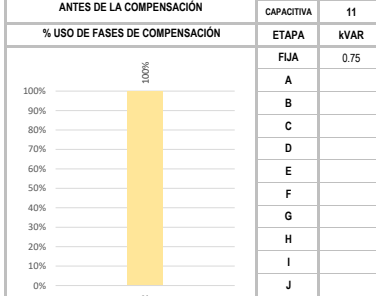 ANTES DE LA COMPENSACIÓN
CAPACITIVA 11
% USO DE FASES DE COMPENSACIÓN
ETAPA kVAR
FIJA 0.75
100%
A
B
C
D
E
F
G
H
I
J
100%
90%
80%
70%
60%
50%
40%
30%
20%
10%
0%